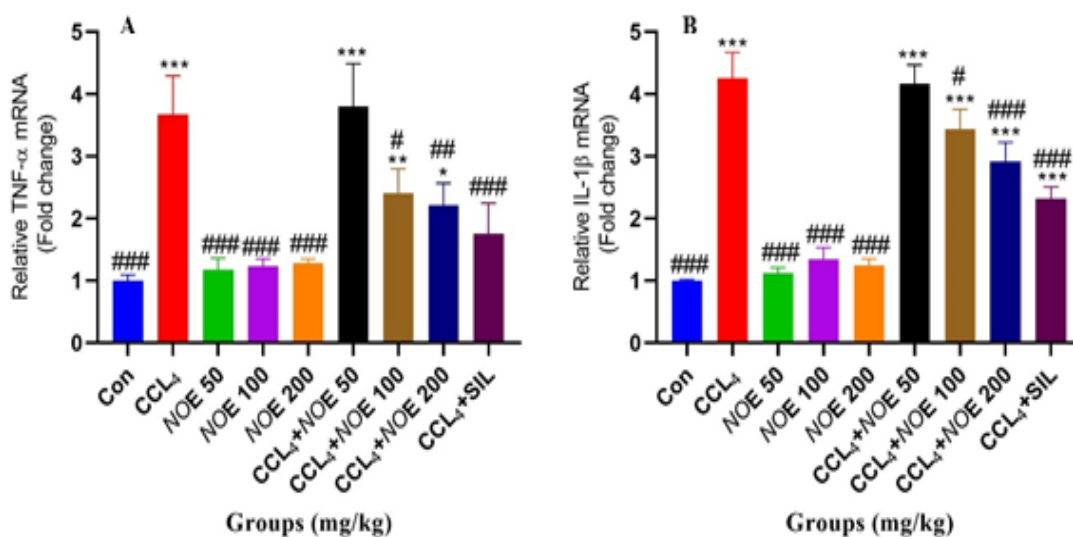 A
Relative TNF-α mRNA
(Fold change)
5
4
3
2
1
0
###
***
###
###
###
***
#
**
##
*
###
Con
CCL₄
NOE 50
NOE 100
NOE 200
CCL₄+NOE 50
CCL₄+NOE 100
CCL₄+NOE 200
CCL₄+SIL
Groups (mg/kg)
B
Relative IL-1β mRNA
(Fold change)
5
4
3
2
1
0
###
***
###
###
###
***
#
***
###
***
###
***
Con
CCL₄
NOE 50
NOE 100
NOE 200
CCL₄+NOE 50
CCL₄+NOE 100
CCL₄+NOE 200
CCL₄+SIL
Groups (mg/kg)